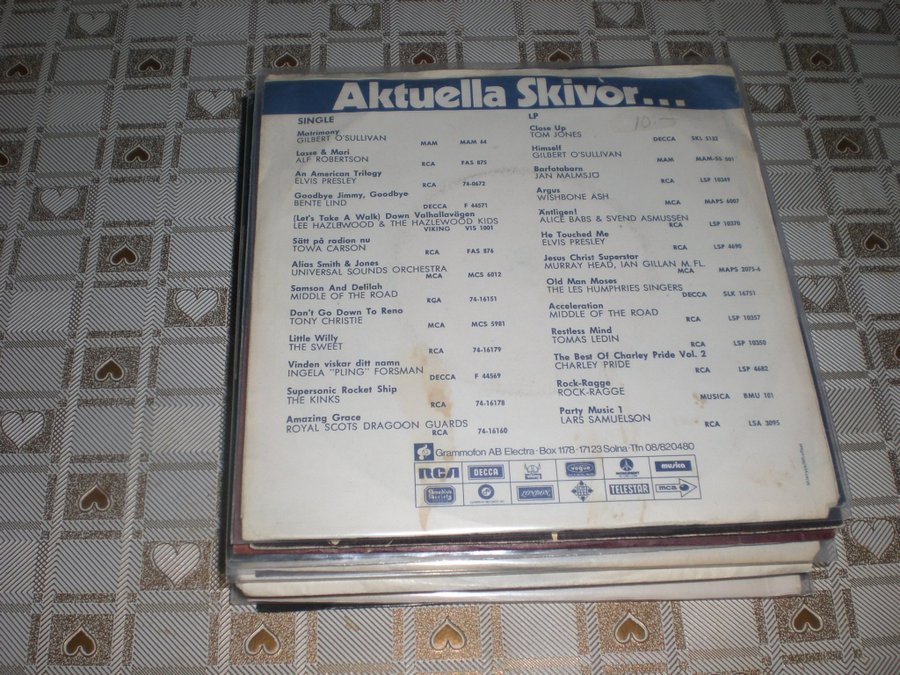 Aktuella Skivor...
10:-
SINGLE
Matrimony
GILBERT O'SULLIVAN MAM MAM 64
Lasse & Mari
ALF ROBERTSON RCA FAS 875
An American Trilogy
ELVIS PRESLEY RCA 74-0672
Goodbye Jimmy, Goodbye
BENTE LIND DECCA F 44571
(Let's Take A Walk) Down Valhallavägen
LEE HAZLEWOOD & THE HAZLEWOOD KIDS
VIKING VIS 1001
Sätt på radion nu
TOWA CARSON RCA FAS 876
Alias Smith & Jones
UNIVERSAL SOUNDS ORCHESTRA
MCA MCS 6012
Samson And Delilah
MIDDLE OF THE ROAD RGA 74-16151
Don't Go Down To Reno
TONY CHRISTIE MCA MCS 5981
Little Willy
THE SWEET RCA 74-16179
Vinden viskar ditt namn
INGELA "PLING" FORSMAN DECCA F 44569
Supersonic Rocket Ship
THE KINKS RCA 74-16178
Amazing Grace
ROYAL SCOTS DRAGOON GUARDS
RCA 74-16160
LP
Close Up
TOM JONES DECCA SKL 5132
Himself
GILBERT O'SULLIVAN MAM MAM-SS 501
Barfotabarn
JAN MALMSJÖ RCA LSP 10349
Argus
WISHBONE ASH MCA MAPS 6007
Äntligen!
ALICE BABS & SVEND ASMUSSEN
RCA LSP 10370
He Touched Me
ELVIS PRESLEY RCA LSP 4690
Jesus Christ Superstar
MURRAY HEAD, IAN GILLAN M. FL.
MCA MAPS 2075-6
Old Man Moses
THE LES HUMPHRIES SINGERS
DECCA SLK 16751
Acceleration
MIDDLE OF THE ROAD RCA LSP 10357
Restless Mind
TOMAS LEDIN RCA LSP 10350
The Best Of Charley Pride Vol. 2
CHARLEY PRIDE RCA LSP 4682
Rock-Ragge
ROCK-RAGGE MUSICA BMU 101
Party Music 1
LARS SAMUELSON RCA LSA 3095
Grammofon AB Electra · Box 1178 · 17123 Solna · Tfn 08/820480
RCA DECCA vogue MONUMENT musica
LONDON TELESTAR mca